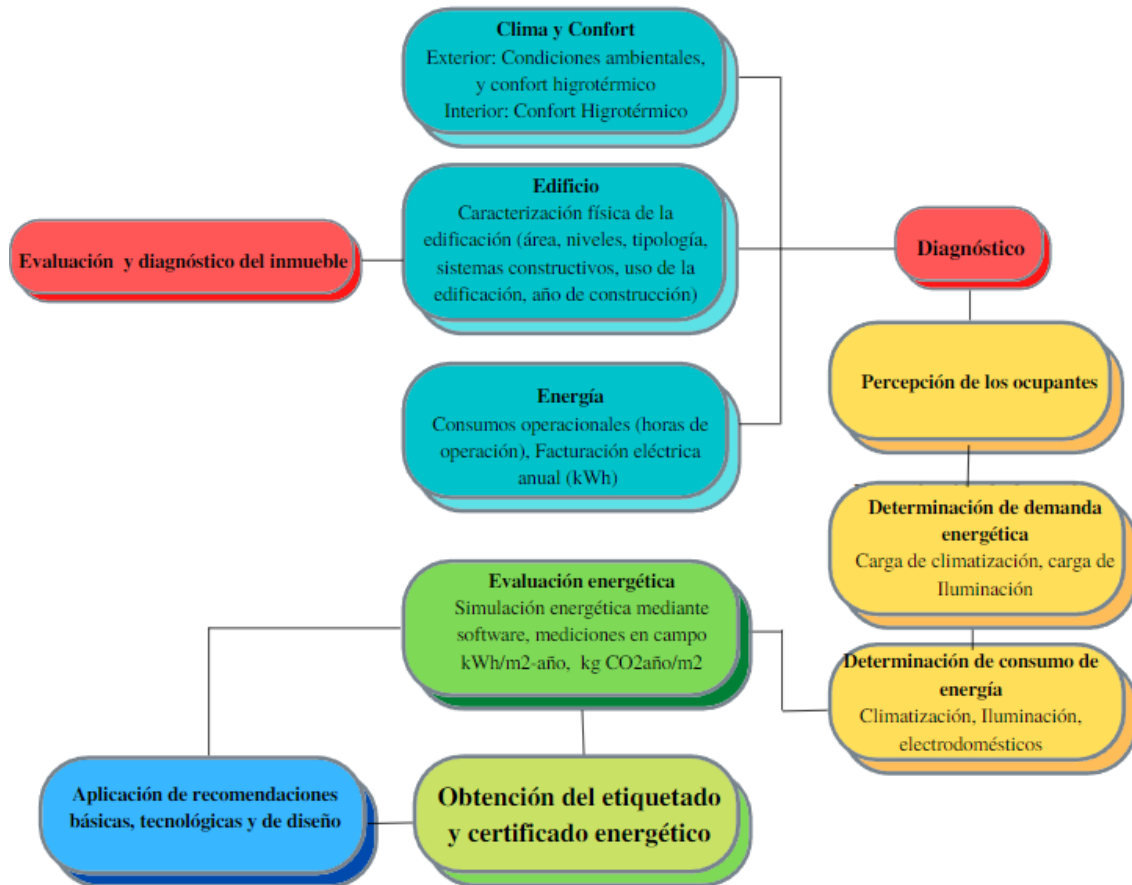 Clima y Confort
Exterior: Condiciones ambientales,
y confort higrotérmico
Interior: Confort Higrotérmico
Edificio
Caracterización física de la
edificación (área, niveles, tipología,
sistemas constructivos, uso de la
edificación, año de construcción)
Evaluación y diagnóstico del inmueble
Diagnóstico
Energía
Consumos operacionales (horas de
operación), Facturación eléctrica
anual (kWh)
Percepción de los ocupantes
Determinación de demanda
energética
Carga de climatización, carga de
Iluminación
Determinación de consumo de
energía
Climatización, Iluminación,
electrodomésticos
Evaluación energética
Simulación energética mediante
software, mediciones en campo
kWh/m2-año, kg CO2año/m2
Obtención del etiquetado
y certificado energético
Aplicación de recomendaciones
básicas, tecnológicas y de diseño